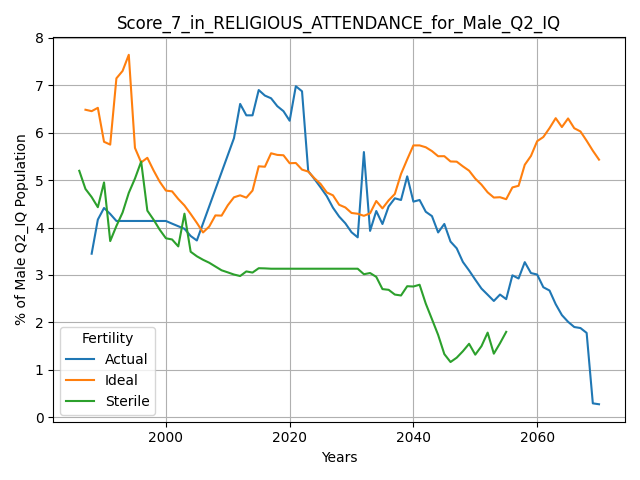 Score_7_in_RELIGIOUS_ATTENDANCE_for_Male_Q2_IQ
% of Male Q2_IQ Population
8
7
6
5
4
3
2
1
0
Fertility
Actual
Ideal
Sterile
2000 2020 2040 2060
Years